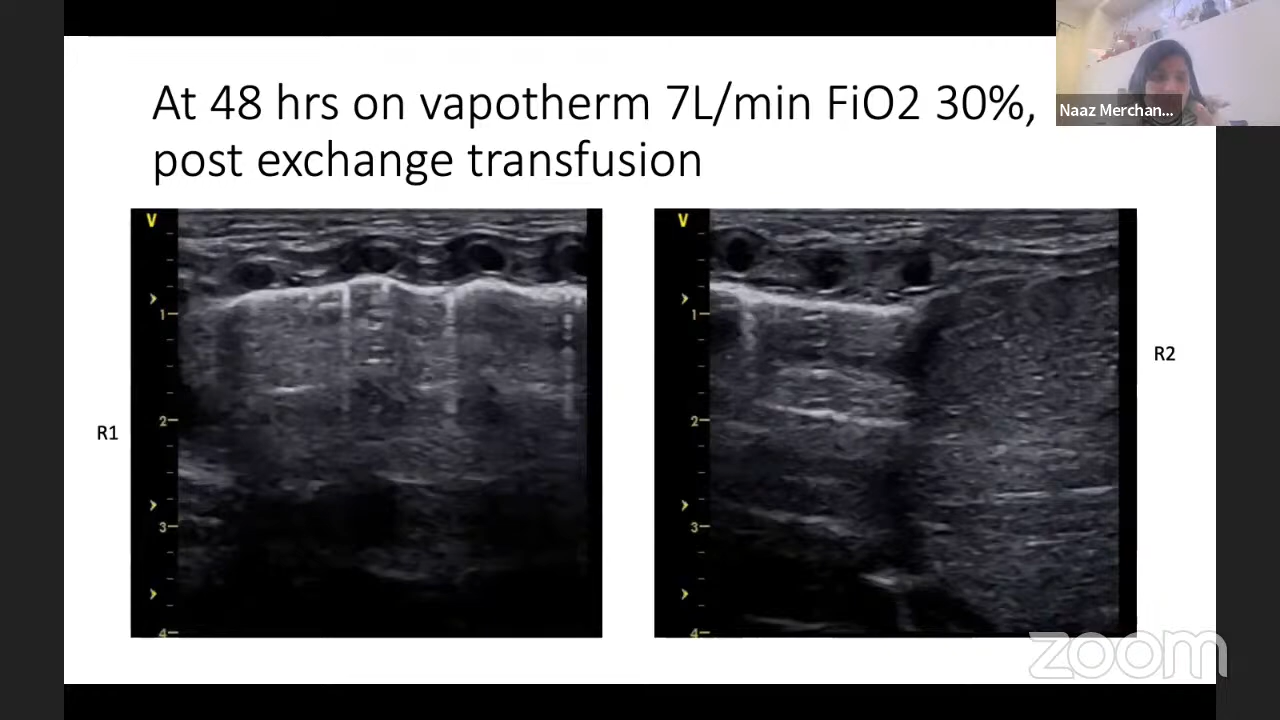 At 48 hrs on vapotherm 7L/min FiO2 30%,
post exchange transfusion
Naaz Merchan...
V
1
2
3
4
R1
V
1
2
3
4
R2
zoom